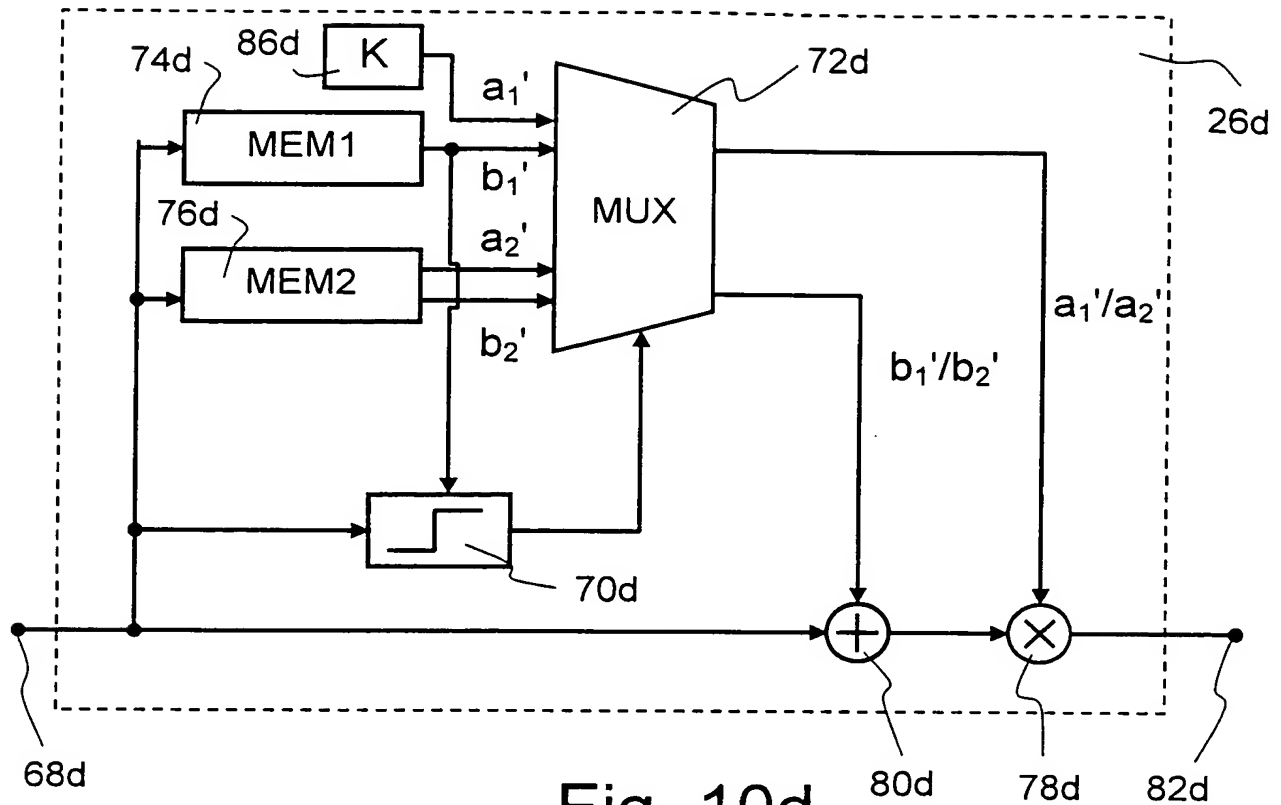 86d
K
74d
72d
a₁'
26d
MEM1
b₁'
76d
MUX
a₂'
MEM2
a₁'/a₂'
b₂'
b₁'/b₂'
70d
68d
80d
78d
82d
Fig. 10d